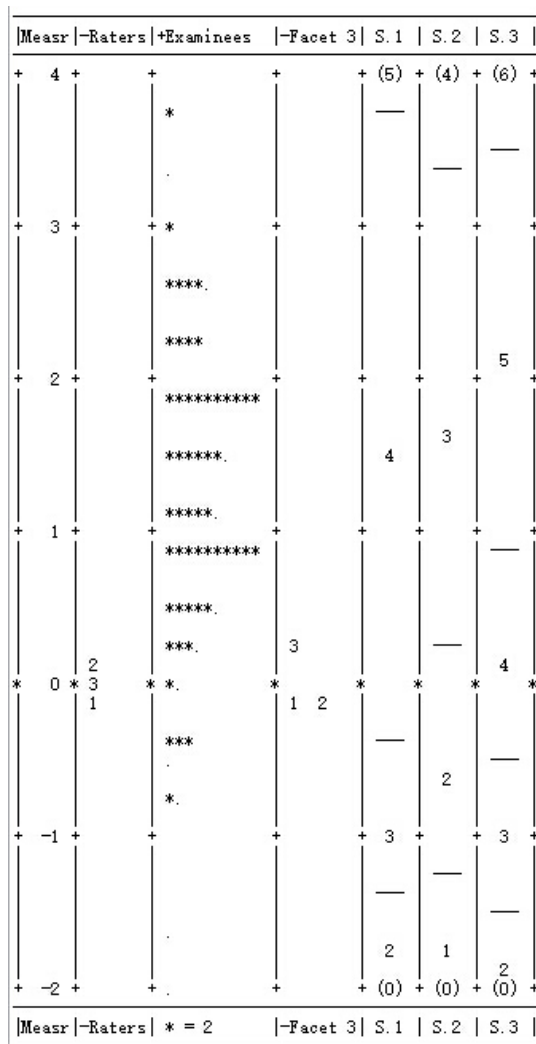 |Measr|-Raters|+Examinees |-Facet 3| S.1 | S.2 | S.3 |
+ 4 + + + + (5) + (4) + (6) +
| | | * | | --- | | |
| | | | | | | --- |
| | | . | | | --- | |
+ 3 + + * + + + + +
| | | ****. | | | | |
| | | **** | | | | |
| | | | | | | 5 |
+ 2 + + + + + + +
| | | ********** | | | | |
| | | | | | 3 | |
| | | ******. | | 4 | | |
| | | *****. | | | | |
+ 1 + + + + + + +
| | | ********** | | | | --- |
| | | *****. | | | | |
| | | ***. | 3 | | --- | |
| | 2 | | | | | 4 |
* 0 * 3 * *. * * * * *
| | 1 | | 1 2 | | | |
| | | *** | | --- | | |
| | | . | | | | --- |
| | | | | | 2 | |
| | | *. | | | | |
+ -1 + + + + 3 + + 3 +
| | | | | | --- | |
| | | | | --- | | |
| | | | | | | --- |
| | | . | | | | |
| | | | | 2 | 1 | |
| | | | | | | 2 |
+ -2 + + . + + (0) + (0) + (0) +
|Measr|-Raters| * = 2 |-Facet 3| S.1 | S.2 | S.3 |